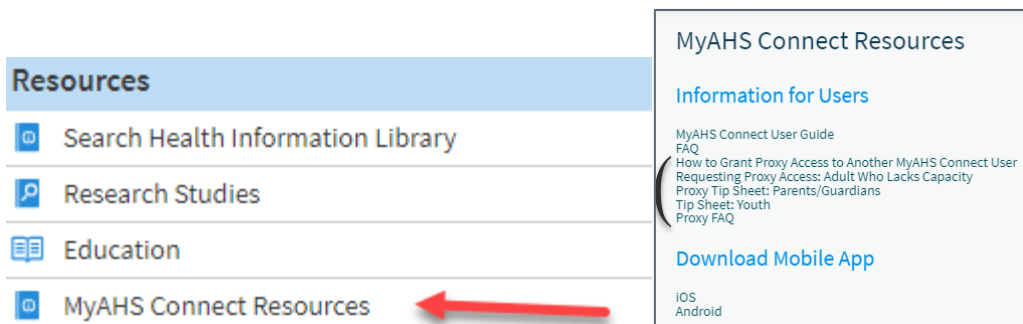 Resources
Search Health Information Library
Research Studies
Education
MyAHS Connect Resources
MyAHS Connect Resources
Information for Users
MyAHS Connect User Guide
FAQ
How to Grant Proxy Access to Another MyAHS Connect User
Requesting Proxy Access: Adult Who Lacks Capacity
Proxy Tip Sheet: Parents/Guardians
Tip Sheet: Youth
Proxy FAQ
Download Mobile App
iOS
Android